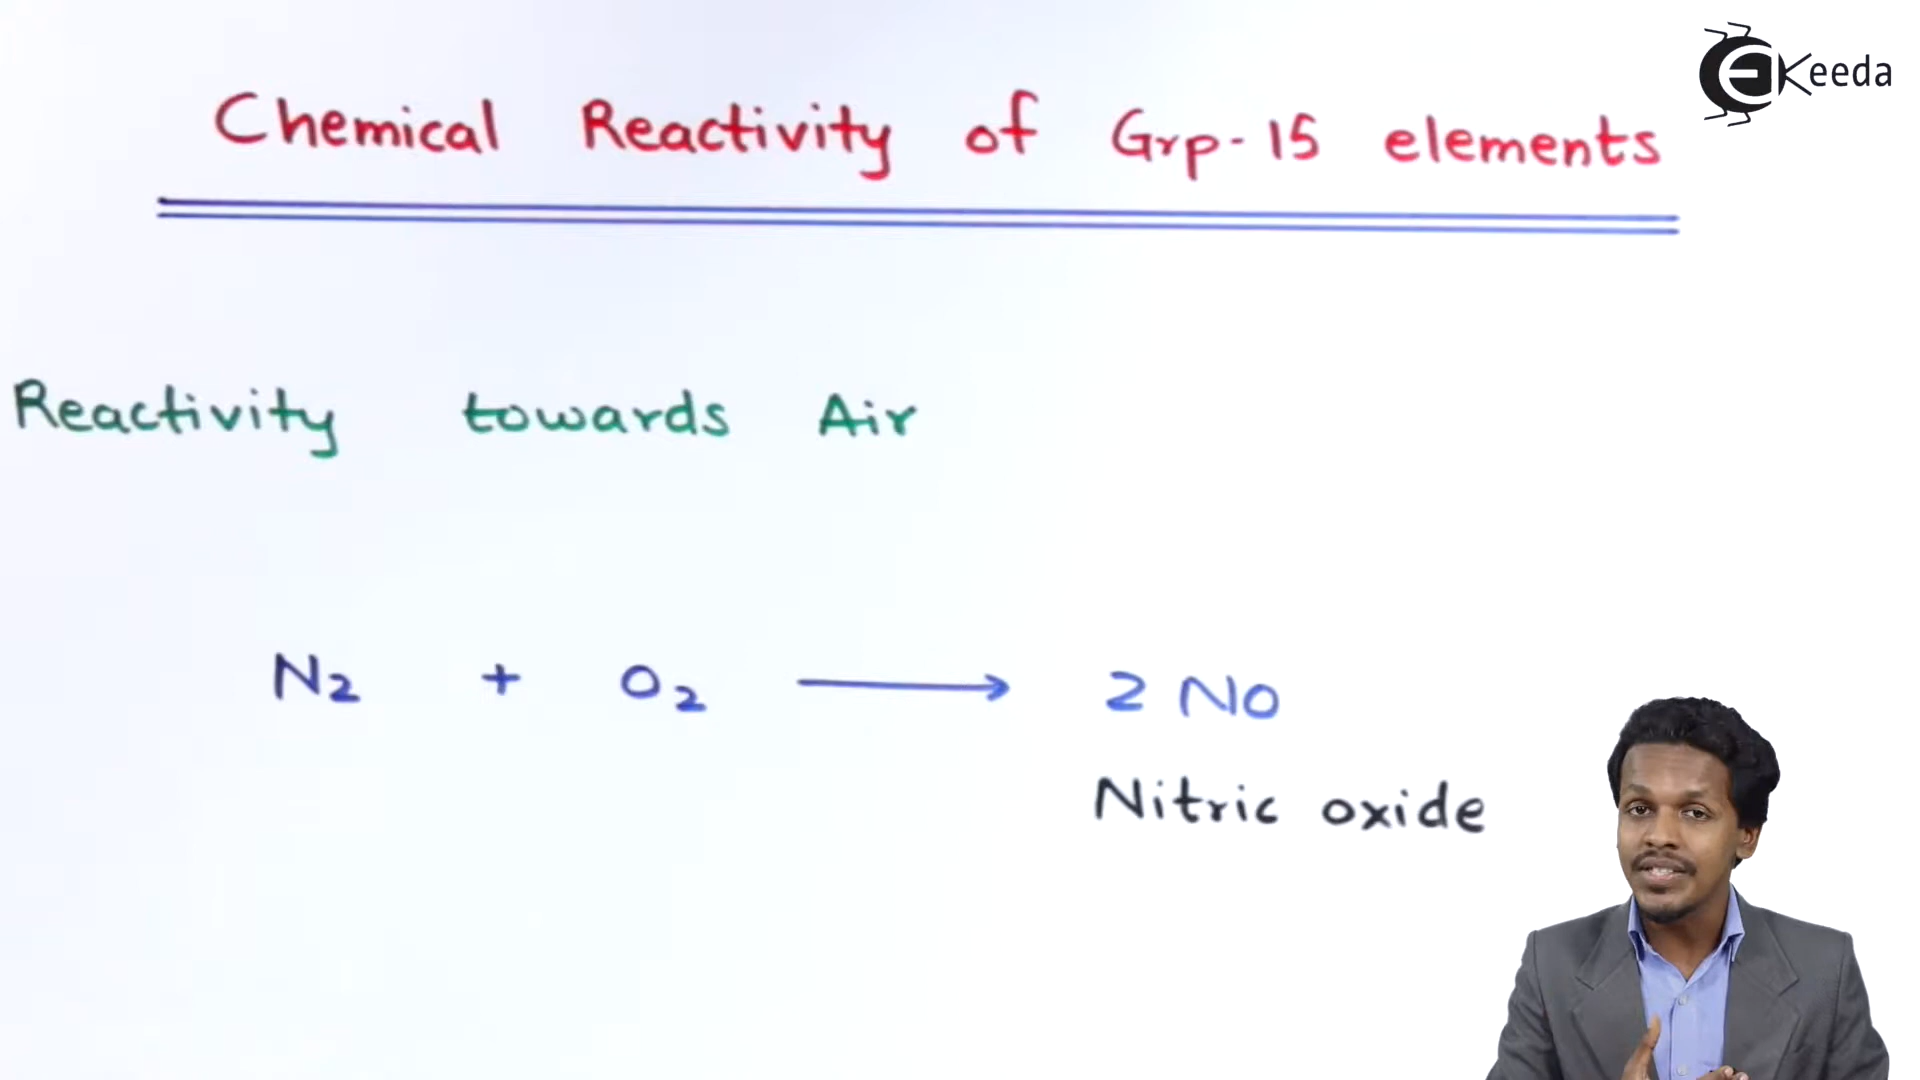 EKeeda
Chemical Reactivity of Grp-15 elements
Reactivity towards Air
N₂ + O₂ → 2 NO
Nitric oxide